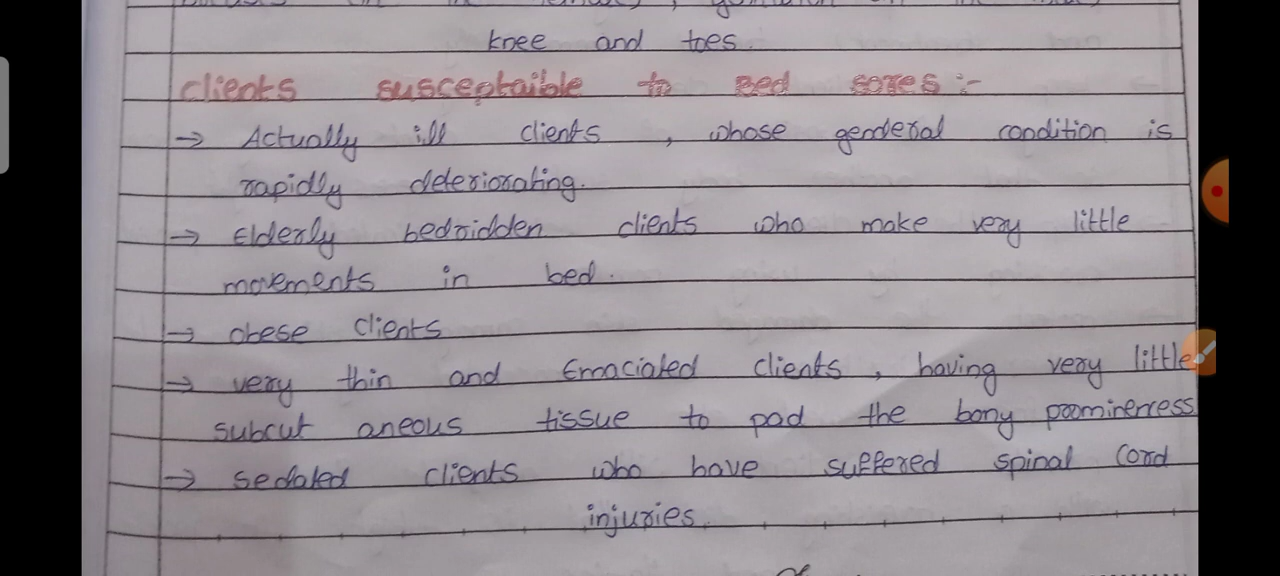 knee and toes.
clients susceptaible to Bed sores :-
→ Actually ill clients , whose genderal condition is
rapidly deteriorating.
→ Elderly bedridden clients who make very little
movements in bed.
→ obese clients
→ very thin and Emaciated clients , having very little
subcut aneous tissue to pad the bony poominerress
→ sedated clients who have suffered spinal cord
injuries.